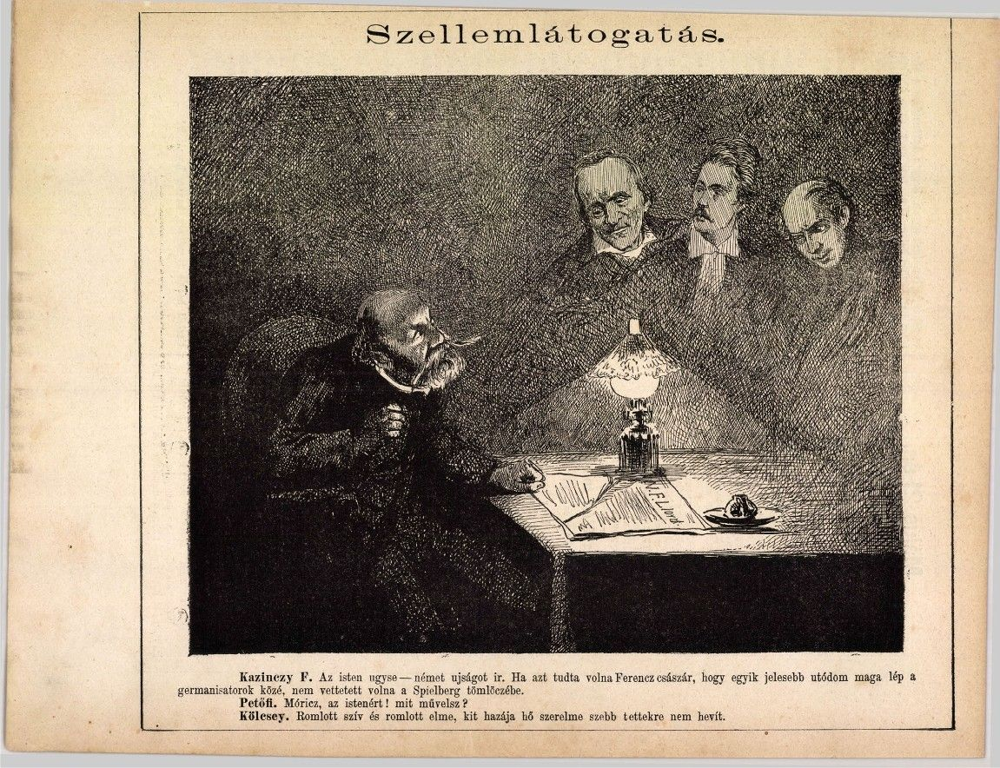 Szellemlátogatás.
N.F.Llord
Kazinczy F. Az isten ugyse — német ujságot ir. Ha azt tudta volna Ferencz császár, hogy egyik jelesebb utódom maga lép a
germanisatorok közé, nem vettetett volna a Spielberg tömlöczébe.
Petőfi. Móricz, az istenért! mit művelsz?
Kölcsey. Romlott szív és romlott elme, kit hazája hő szerelme szebb tettekre nem hevít.